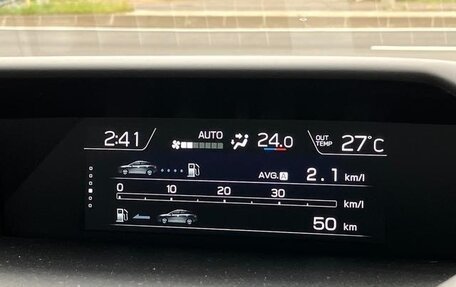 2:41 AUTO 24.0 OUT TEMP 27°C
AVG. A 2.1 km/l
0 10 20 30 km/l
50 km